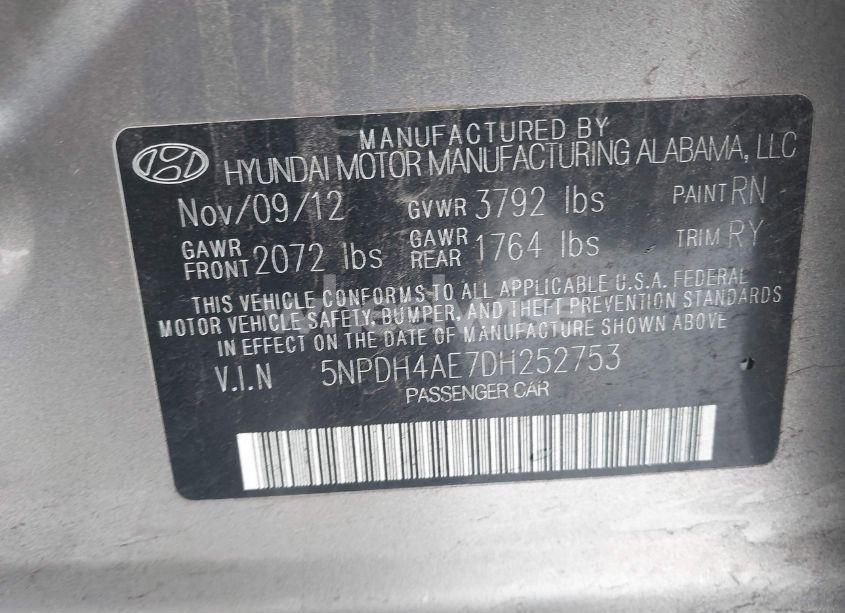 MANUFACTURED BY
HYUNDAI MOTOR MANUFACTURING ALABAMA, LLC
Nov/09/12 GVWR 3792 lbs PAINT RN
GAWR FRONT 2072 lbs GAWR REAR 1764 lbs TRIM RY
THIS VEHICLE CONFORMS TO ALL APPLICABLE U.S.A. FEDERAL
MOTOR VEHICLE SAFETY, BUMPER, AND THEFT PREVENTION STANDARDS
IN EFFECT ON THE DATE OF MANUFACTURE SHOWN ABOVE
V.I.N 5NPDH4AE7DH252753
PASSENGER CAR